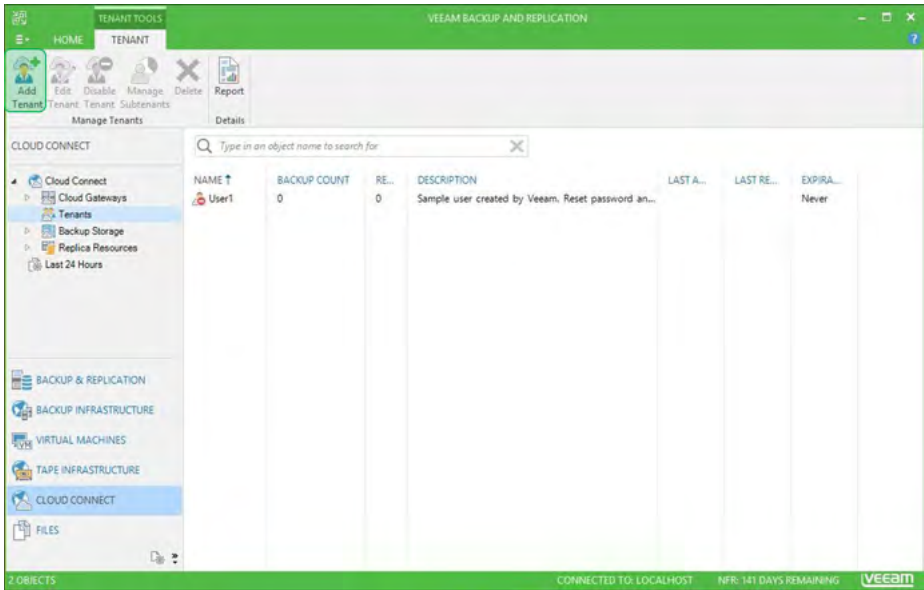 TENANT TOOLS
VEEAM BACKUP AND REPLICATION
HOME TENANT
Add Tenant
Edit Tenant
Disable Tenant
Manage Subtenants
Delete
Report
Manage Tenants
Details
CLOUD CONNECT
Type in an object name to search for
Cloud Connect
Cloud Gateways
Tenants
Backup Storage
Replica Resources
Last 24 Hours
NAME BACKUP COUNT RE... DESCRIPTION LAST A... LAST RE... EXPIRA...
User1 0 0 Sample user created by Veeam. Reset password an... Never
BACKUP & REPLICATION
BACKUP INFRASTRUCTURE
VIRTUAL MACHINES
TAPE INFRASTRUCTURE
CLOUD CONNECT
FILES
2 OBJECTS CONNECTED TO: LOCALHOST NFR: 141 DAYS REMAINING veeam